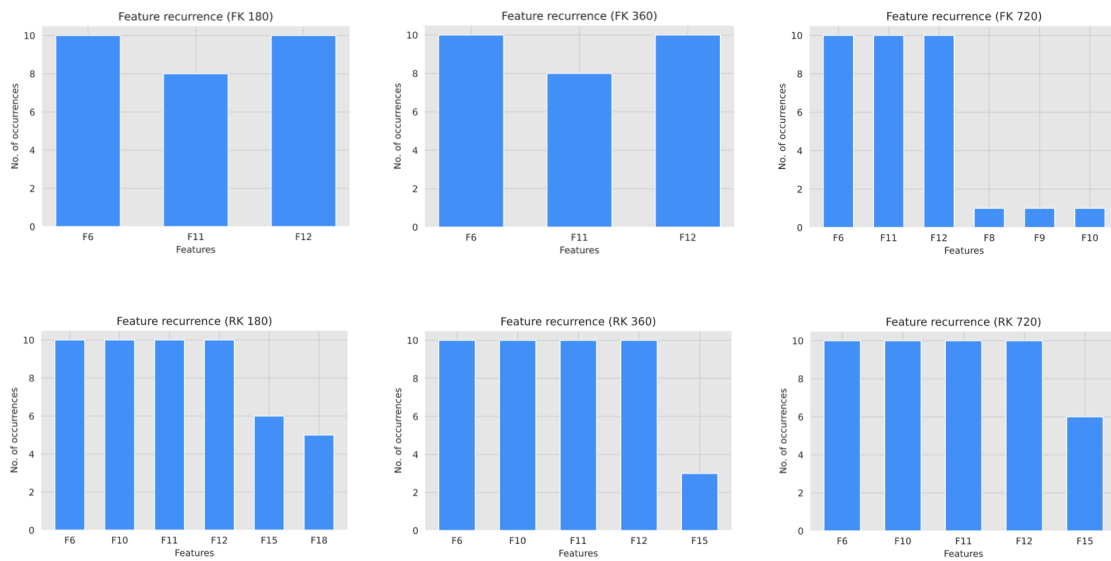 Feature recurrence (FK 180)
No. of occurrences
10
8
6
4
2
0
F6 F11 F12
Features
Feature recurrence (FK 360)
No. of occurrences
10
8
6
4
2
0
F6 F11 F12
Features
Feature recurrence (FK 720)
No. of occurrences
10
8
6
4
2
0
F6 F11 F12 F8 F9 F10
Features
Feature recurrence (RK 180)
No. of occurrences
10
8
6
4
2
0
F6 F10 F11 F12 F15 F18
Features
Feature recurrence (RK 360)
No. of occurrences
10
8
6
4
2
0
F6 F10 F11 F12 F15
Features
Feature recurrence (RK 720)
No. of occurrences
10
8
6
4
2
0
F6 F10 F11 F12 F15
Features